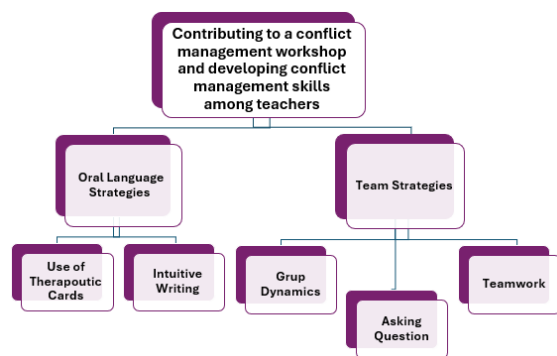 Contributing to a conflict
management workshop
and developing conflict
management skills
among teachers
Oral Language
Strategies
Team Strategies
Use of
Therapoutic
Cards
Intuitive
Writing
Grup
Dynamics
Asking
Question
Teamwork